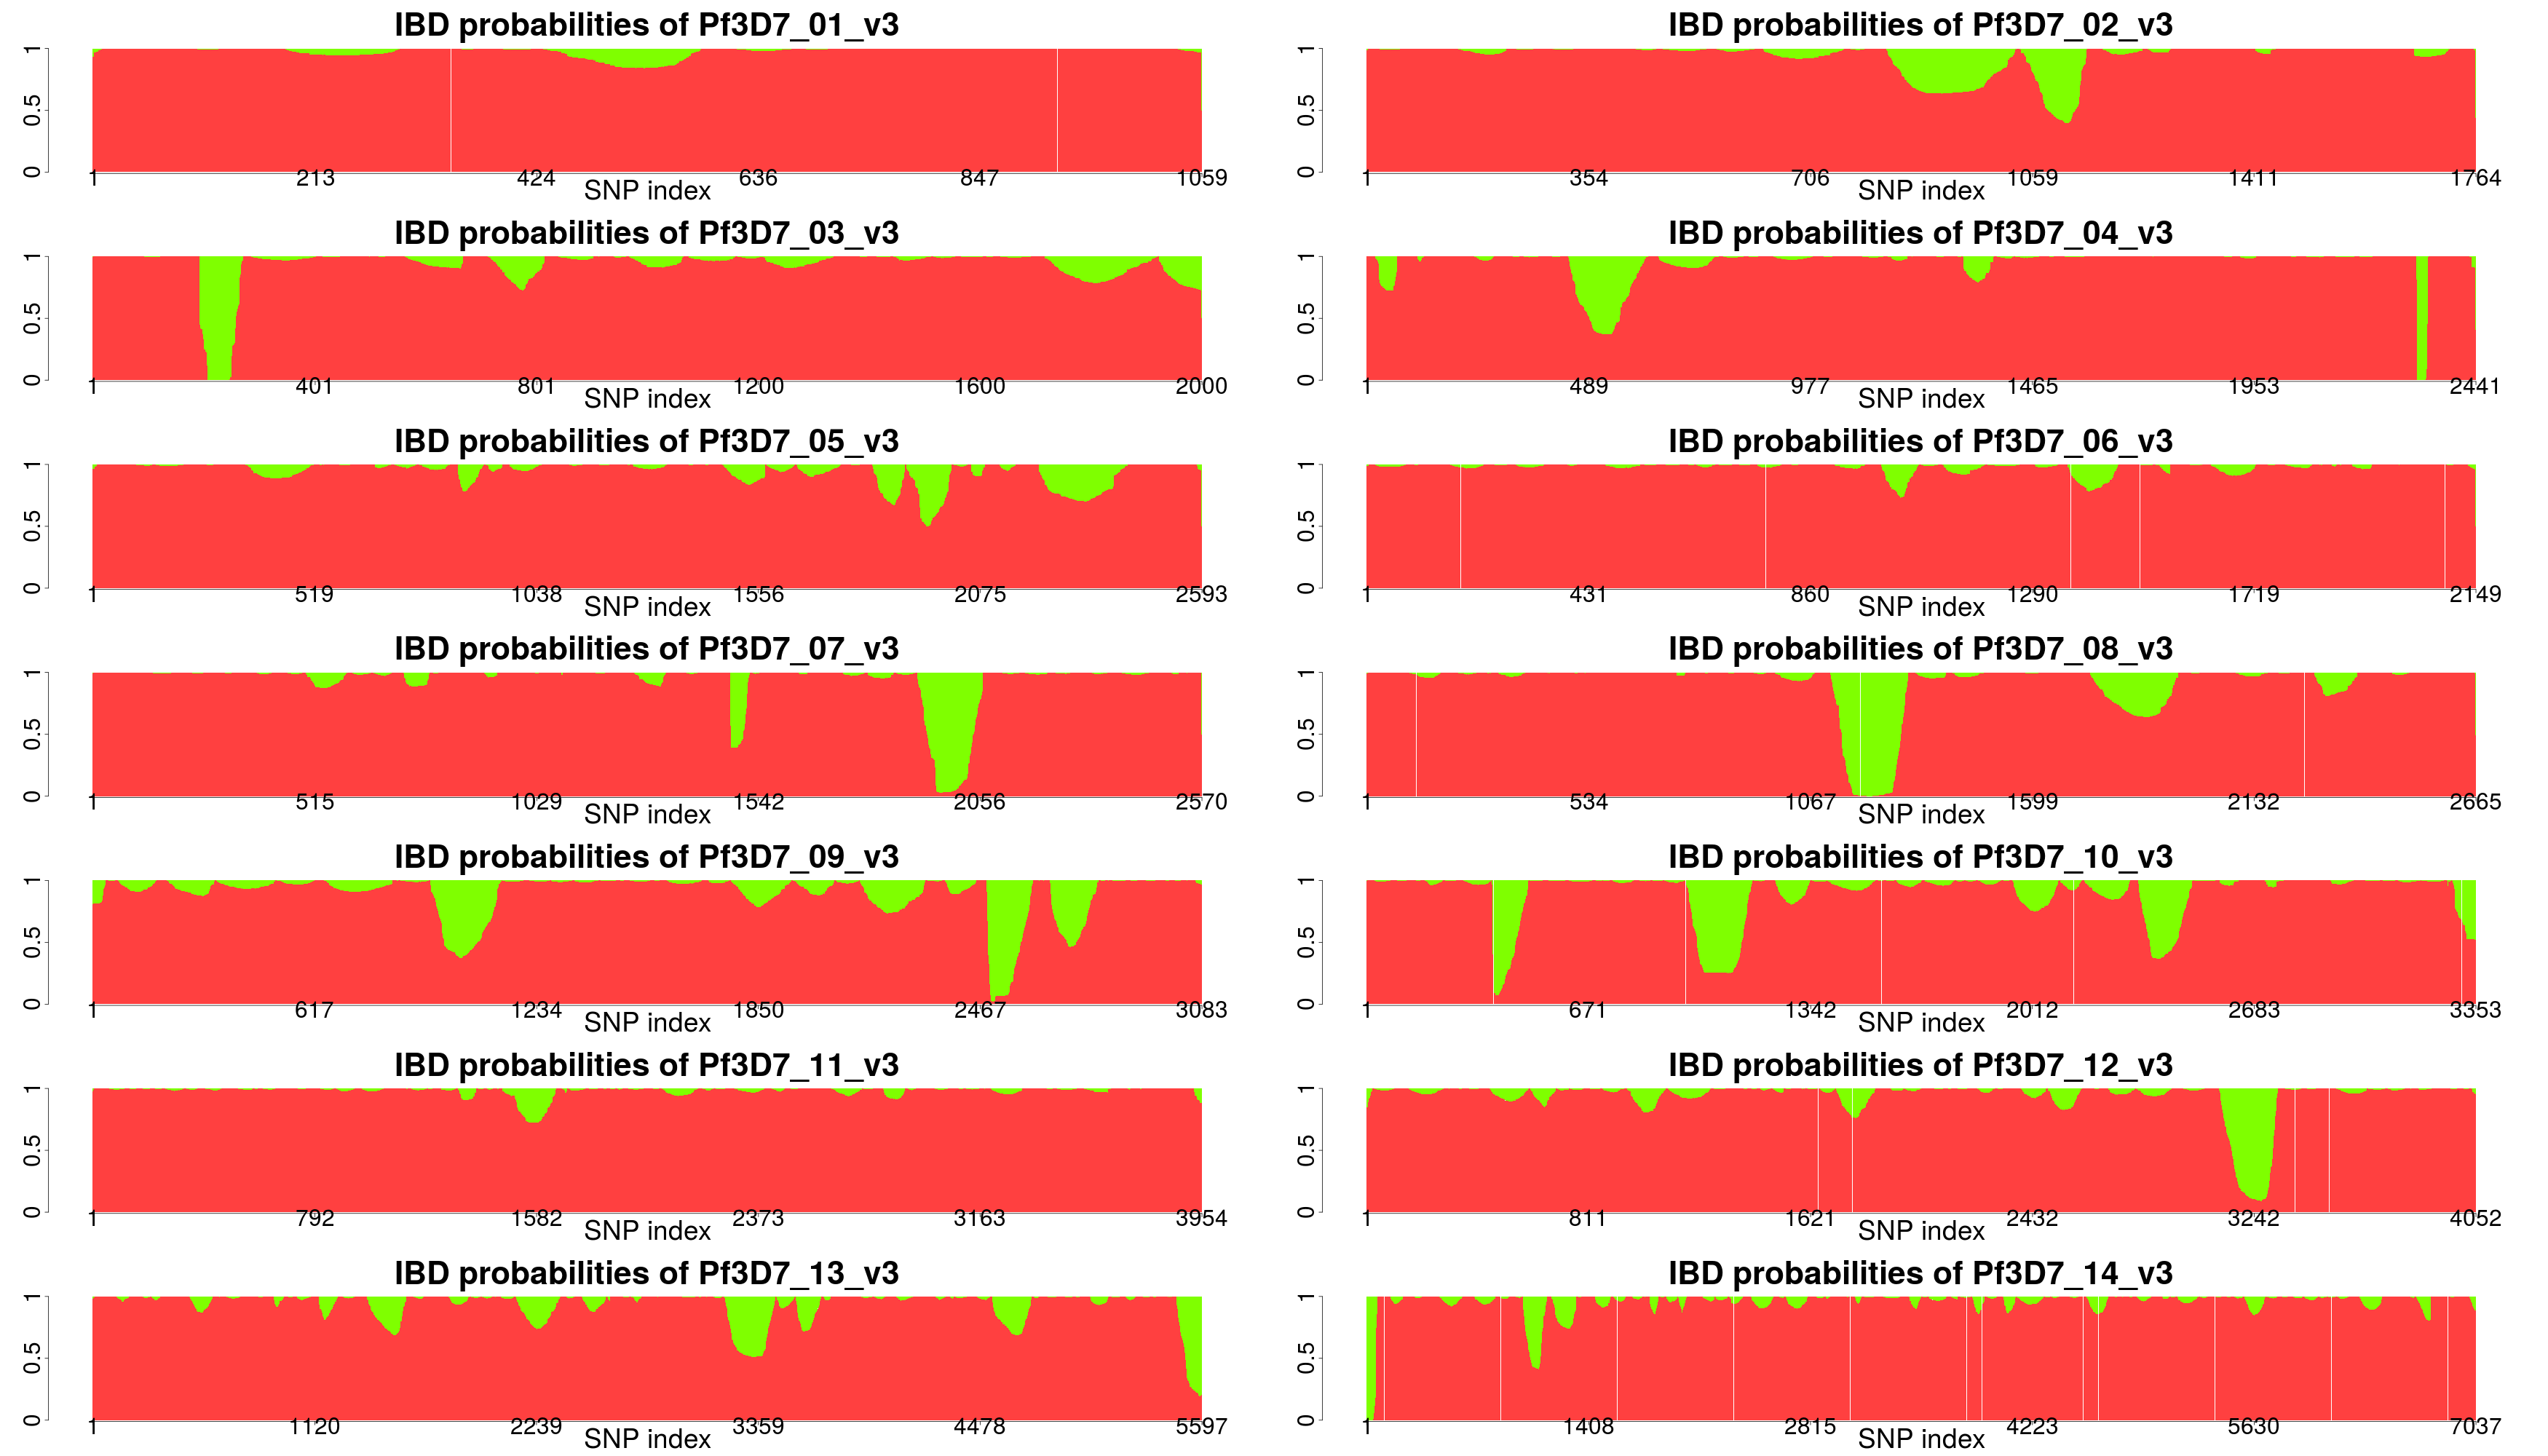 IBD probabilities of Pf3D7_01_v3
0 0.5 1
1 213 424 636 847 1059
SNP index
IBD probabilities of Pf3D7_02_v3
0 0.5 1
1 354 706 1059 1411 1764
SNP index
IBD probabilities of Pf3D7_03_v3
0 0.5 1
1 401 801 1200 1600 2000
SNP index
IBD probabilities of Pf3D7_04_v3
0 0.5 1
1 489 977 1465 1953 2441
SNP index
IBD probabilities of Pf3D7_05_v3
0 0.5 1
1 519 1038 1556 2075 2593
SNP index
IBD probabilities of Pf3D7_06_v3
0 0.5 1
1 431 860 1290 1719 2149
SNP index
IBD probabilities of Pf3D7_07_v3
0 0.5 1
1 515 1029 1542 2056 2570
SNP index
IBD probabilities of Pf3D7_08_v3
0 0.5 1
1 534 1067 1599 2132 2665
SNP index
IBD probabilities of Pf3D7_09_v3
0 0.5 1
1 617 1234 1850 2467 3083
SNP index
IBD probabilities of Pf3D7_10_v3
0 0.5 1
1 671 1342 2012 2683 3353
SNP index
IBD probabilities of Pf3D7_11_v3
0 0.5 1
1 792 1582 2373 3163 3954
SNP index
IBD probabilities of Pf3D7_12_v3
0 0.5 1
1 811 1621 2432 3242 4052
SNP index
IBD probabilities of Pf3D7_13_v3
0 0.5 1
1 1120 2239 3359 4478 5597
SNP index
IBD probabilities of Pf3D7_14_v3
0 0.5 1
1 1408 2815 4223 5630 7037
SNP index